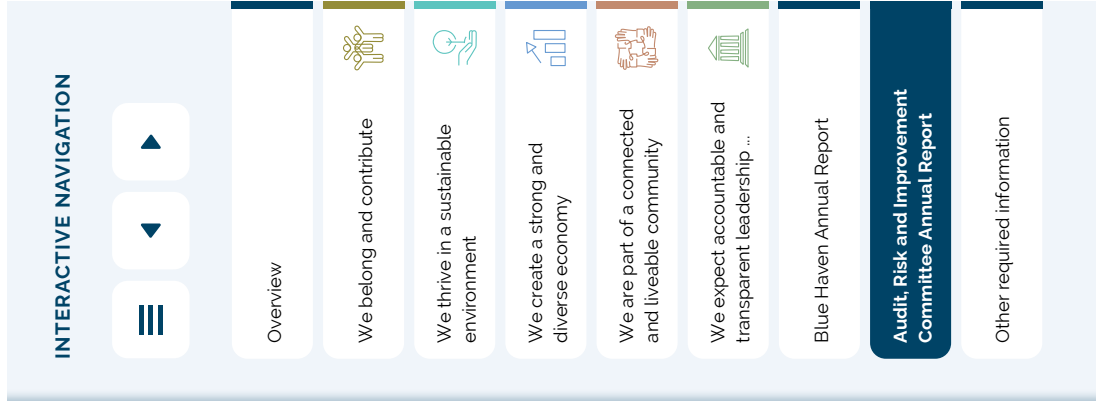 INTERACTIVE NAVIGATION
Overview
We belong and contribute
We thrive in a sustainable
environment
We create a strong and
diverse economy
We are part of a connected
and liveable community
We expect accountable and
transparent leadership ...
Blue Haven Annual Report
Audit, Risk and Improvement
Committee Annual Report
Other required information